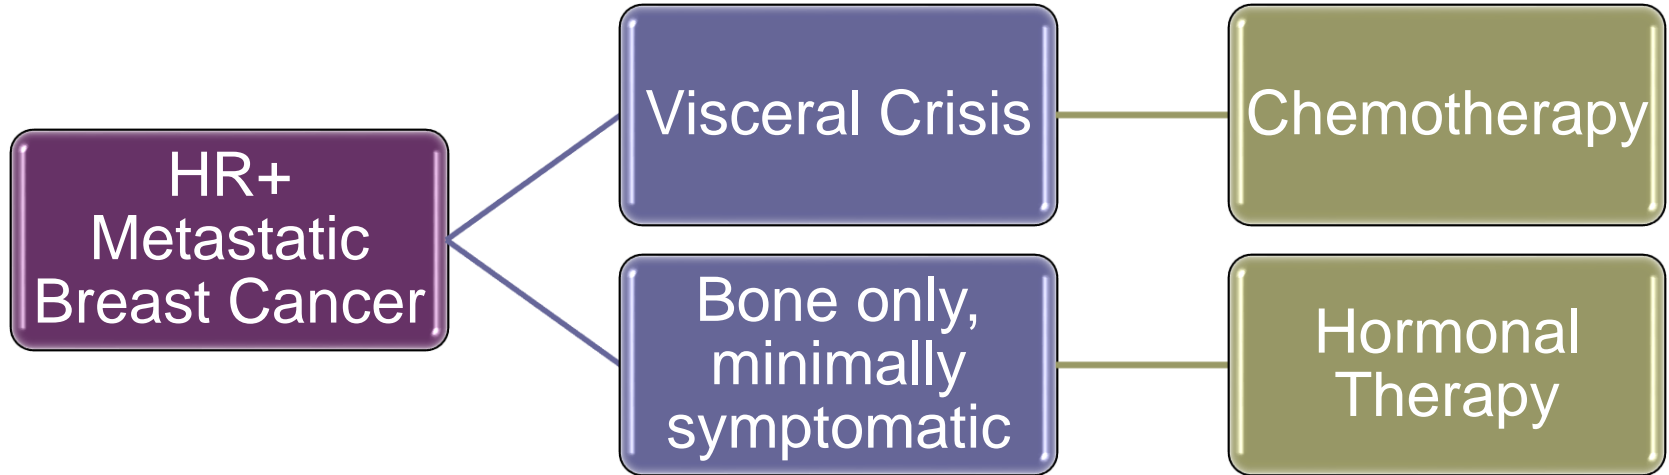 HR+
Metastatic
Breast Cancer
Visceral Crisis
Chemotherapy
Bone only,
minimally
symptomatic
Hormonal
Therapy